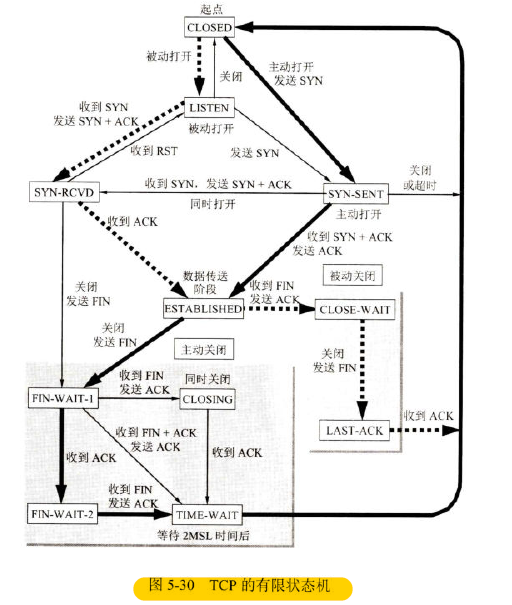 起点
CLOSED
被动打开
关闭
主动打开
发送 SYN
LISTEN
被动打开
收到 SYN
发送 SYN + ACK
收到 RST
发送 SYN
SYN-RCVD
收到 SYN，发送 SYN + ACK
同时打开
SYN-SENT
主动打开
关闭
或超时
收到 ACK
收到 SYN + ACK
发送 ACK
关闭
发送 FIN
数据传送
阶段
ESTABLISHED
收到 FIN
发送 ACK
被动关闭
CLOSE-WAIT
关闭
发送 FIN
主动关闭
关闭
发送 FIN
LAST-ACK
收到 ACK
FIN-WAIT-1
收到 FIN
发送 ACK
同时关闭
CLOSING
收到 ACK
收到 FIN + ACK
发送 ACK
收到 ACK
FIN-WAIT-2
收到 FIN
发送 ACK
TIME-WAIT
等待 2MSL 时间后
图 5-30 TCP 的有限状态机